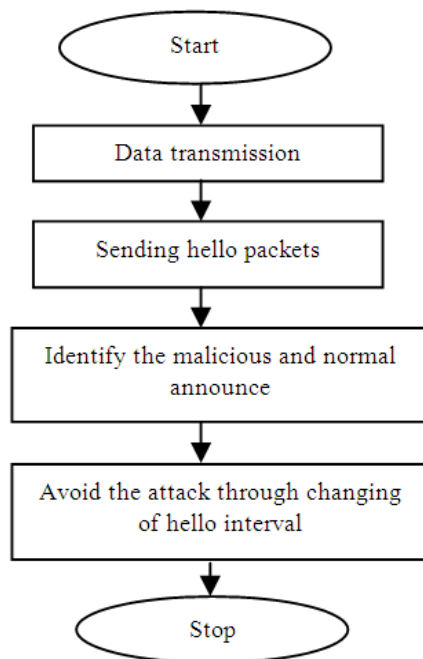 Start
Data transmission
Sending hello packets
Identify the malicious and normal
announce
Avoid the attack through changing
of hello interval
Stop